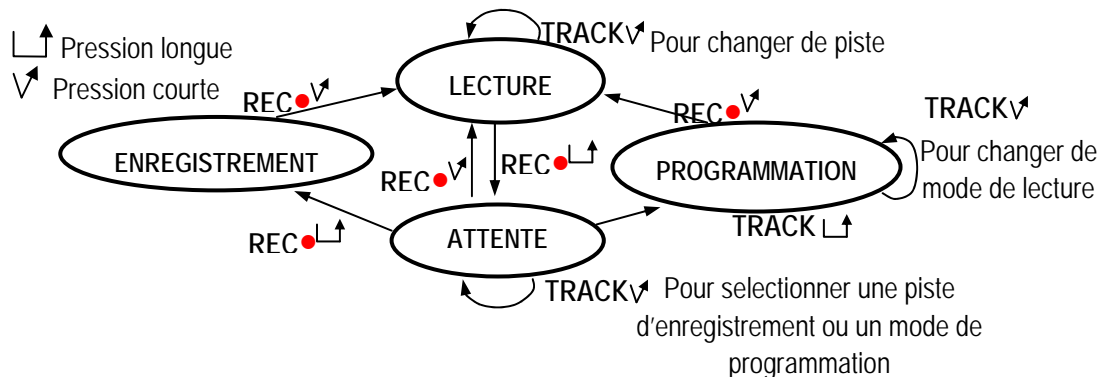 Pression longue
Pression courte
TRACK Pour changer de piste
LECTURE
REC
REC
TRACK
Pour changer de
mode de lecture
ENREGISTREMENT
REC
REC
PROGRAMMATION
TRACK
REC
ATTENTE
TRACK Pour selectionner une piste
d'enregistrement ou un mode de
programmation